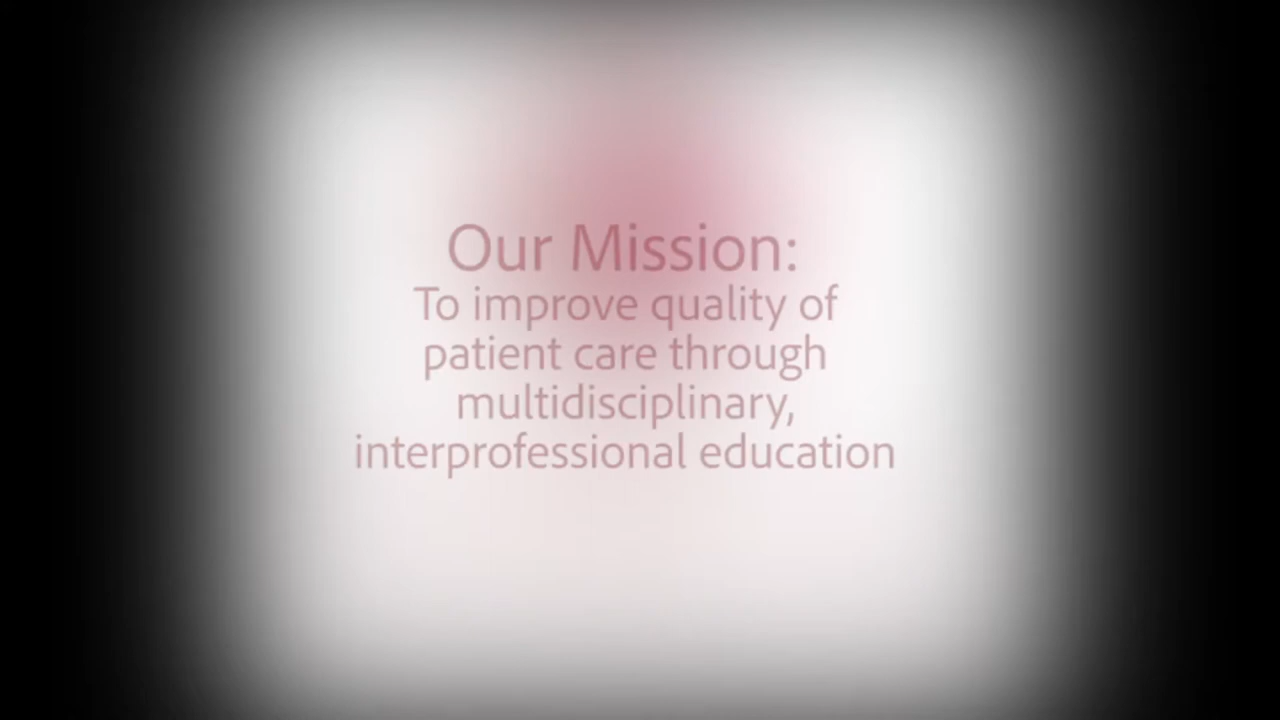 Our Mission:
To improve quality of
patient care through
multidisciplinary,
interprofessional education